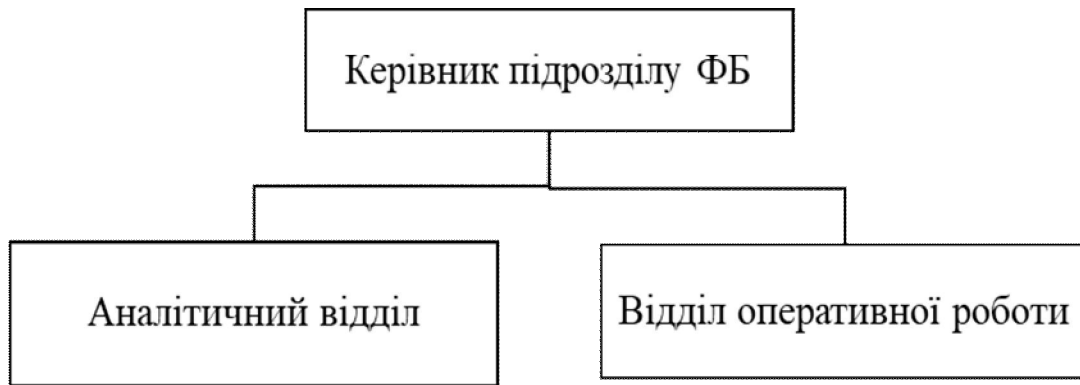 Керівник підрозділу ФБ
Аналітичний відділ
Відділ оперативної роботи